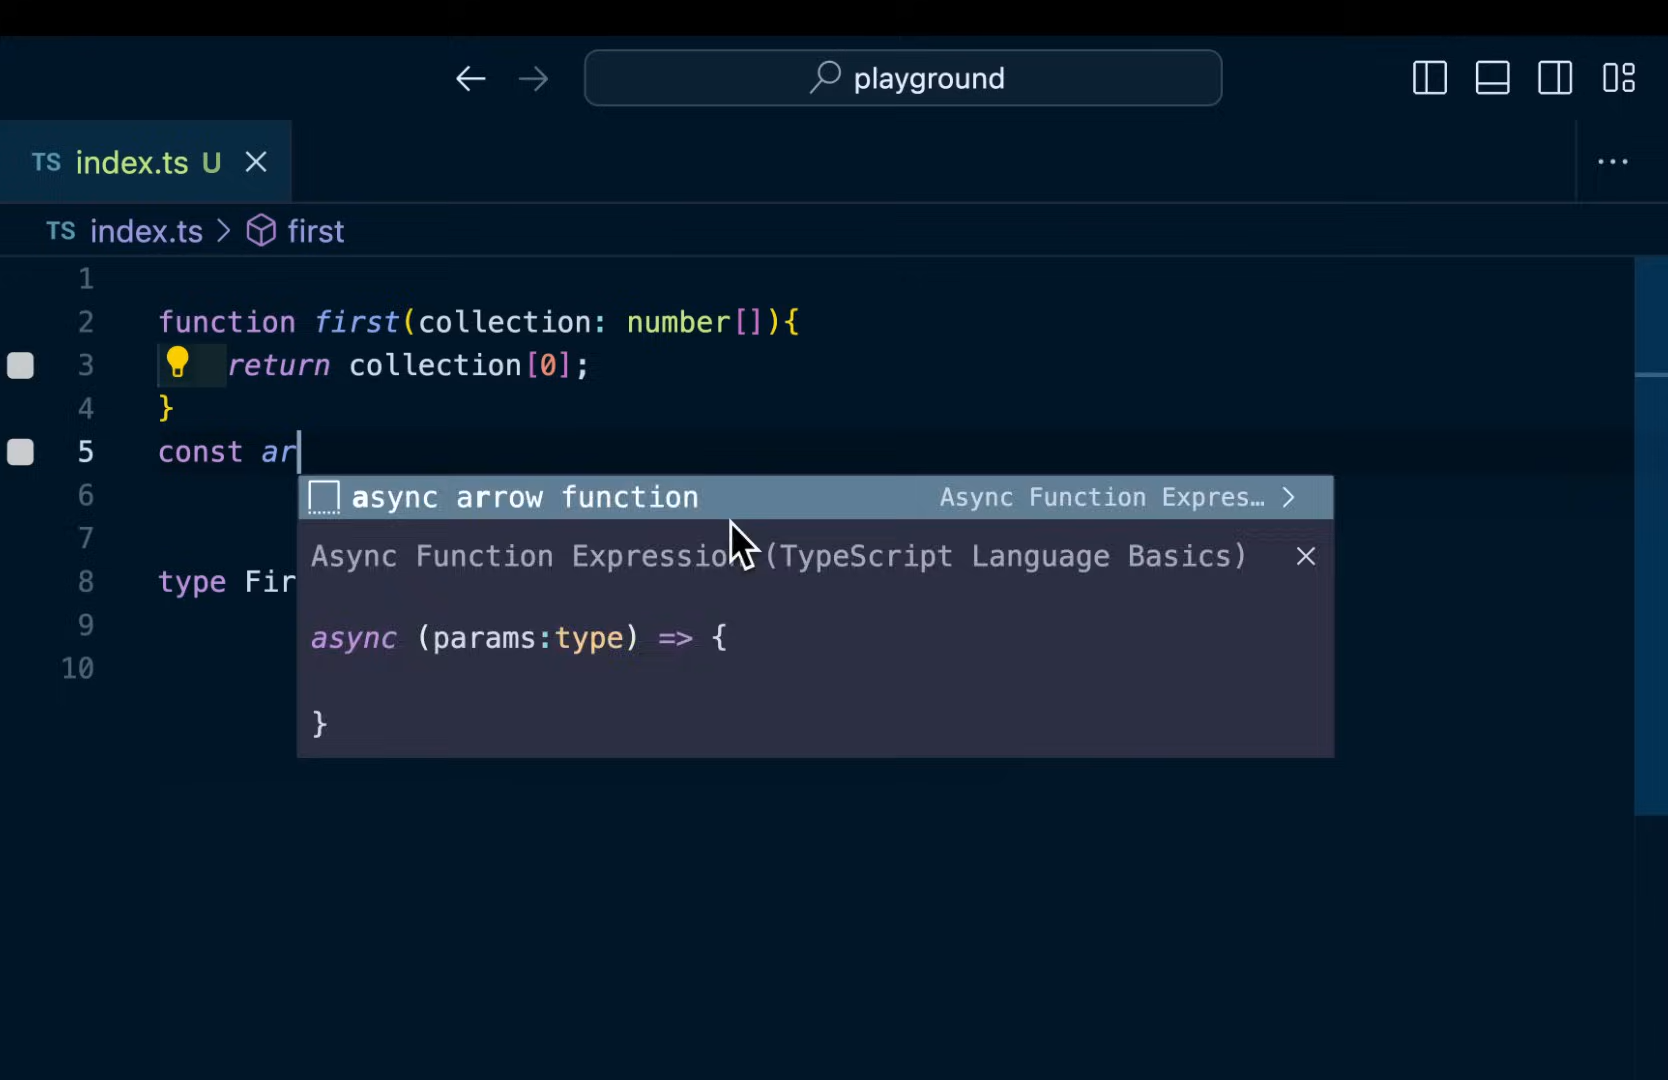 playground
TS index.ts U
TS index.ts > first
1
2 function first(collection: number[]){
3 return collection[0];
4 }
5 const ar
async arrow function Async Function Expres… >
6
7
Async Function Expression (TypeScript Language Basics)
8 type Fir
9
async (params:type) => {
10
}